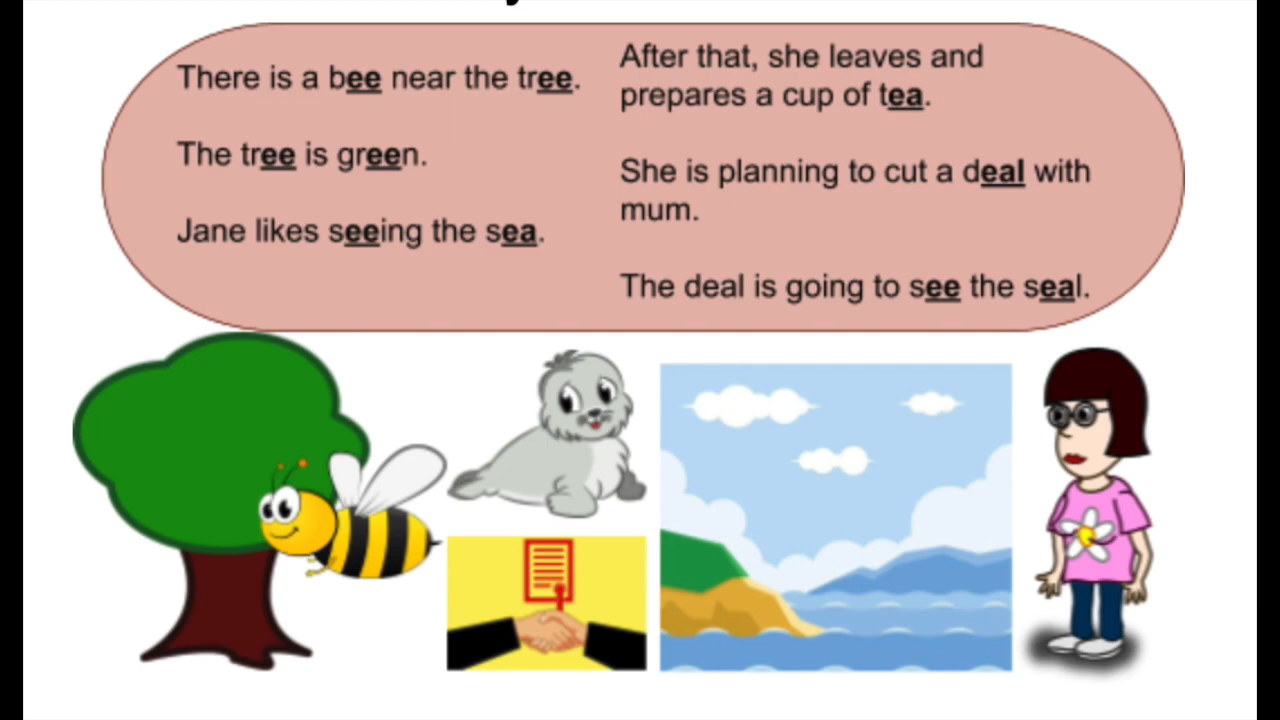 There is a bee near the tree.
The tree is green.
Jane likes seeing the sea.
After that, she leaves and
prepares a cup of tea.
She is planning to cut a deal with
mum.
The deal is going to see the seal.